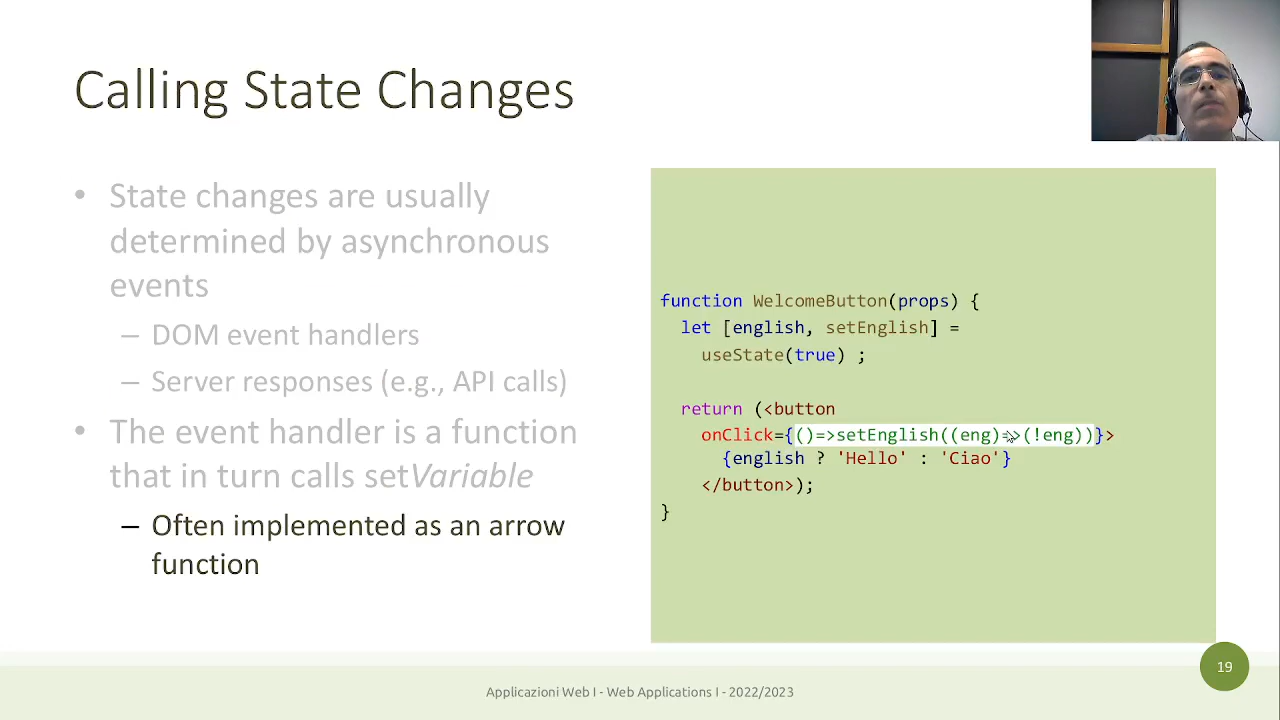 Calling State Changes
• State changes are usually
determined by asynchronous
events
– DOM event handlers
– Server responses (e.g., API calls)
• The event handler is a function
that in turn calls setVariable
– Often implemented as an arrow
function
function WelcomeButton(props) {
let [english, setEnglish] =
useState(true) ;
return (<button
onClick={()=>setEnglish((eng)=>(!eng))}>
{english ? 'Hello' : 'Ciao'}
</button>);
}
19
Applicazioni Web I - Web Applications I - 2022/2023